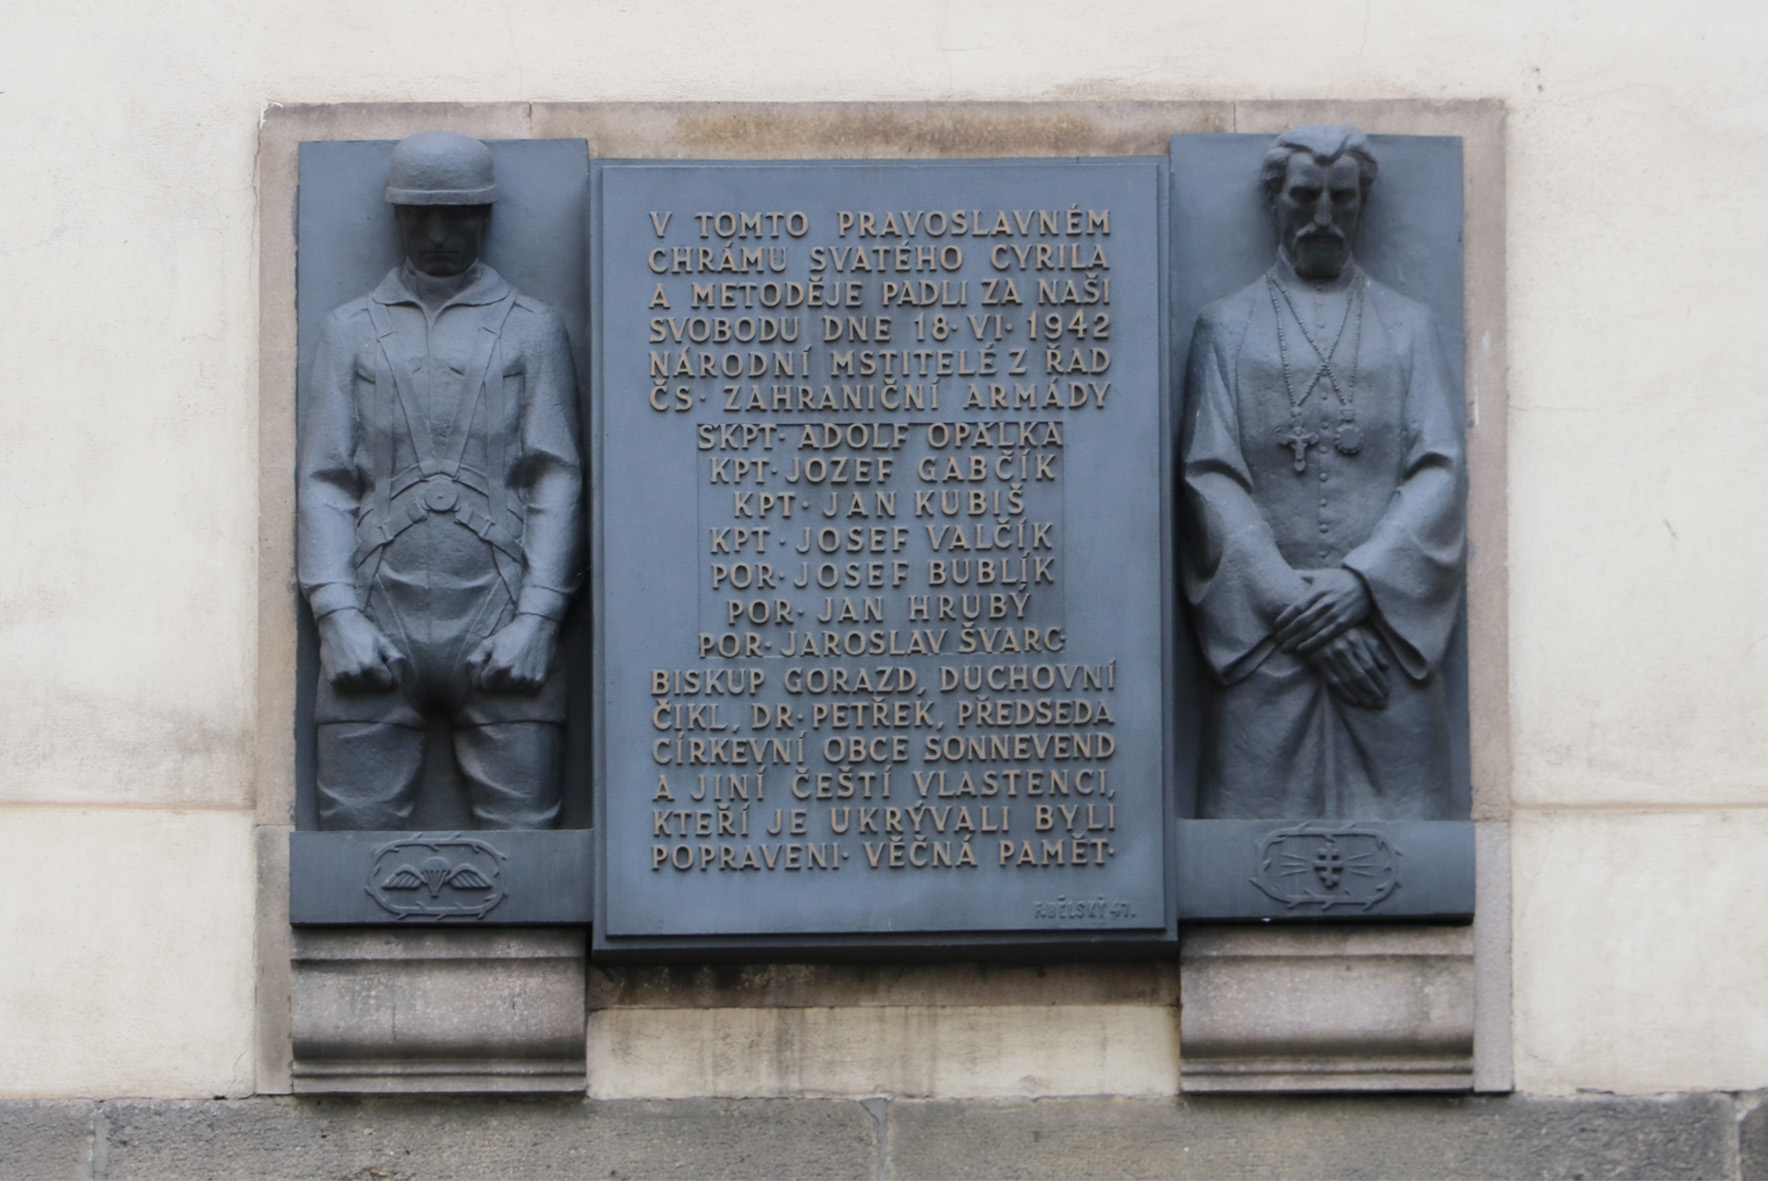 V TOMTO PRAVOSLAVNÉM
CHRÁMU SVATÉHO CYRILA
A METODĚJE PADLI ZA NAŠI
SVOBODU DNE 18·VI·1942
NÁRODNÍ MSTITELÉ Z ŘAD
ČS· ZAHRANIČNÍ ARMÁDY
SKPT· ADOLF OPÁLKA
KPT· JOZEF GABČÍK
KPT· JAN KUBIŠ
KPT· JOSEF VALČÍK
POR· JOSEF BUBLÍK
POR· JAN HRUBÝ
POR· JAROSLAV ŠVARC·
BISKUP GORAZD, DUCHOVNÍ
ČIKL, DR· PETŘEK, PŘEDSEDA
CÍRKEVNÍ OBCE SONNEVEND
A JINÍ ČEŠTÍ VLASTENCI,
KTEŘÍ JE UKRÝVALI BYLI
POPRAVENI· VĚČNÁ PAMĚT·
F.BĚLSKÝ 47.